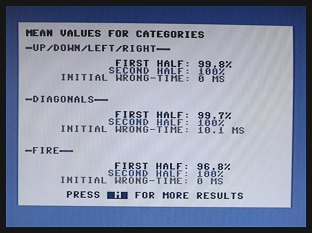 MEAN VALUES FOR CATEGORIES
UP/DOWN/LEFT/RIGHT
FIRST HALF: 99.8%
SECOND HALF: 100%
INITIAL WRONG-TIME: 0 MS
DIAGONALS
FIRST HALF: 99.7%
SECOND HALF: 100%
INITIAL WRONG-TIME: 10.1 MS
FIRE
FIRST HALF: 96.8%
SECOND HALF: 100%
INITIAL WRONG-TIME: 0 MS
PRESS M FOR MORE RESULTS